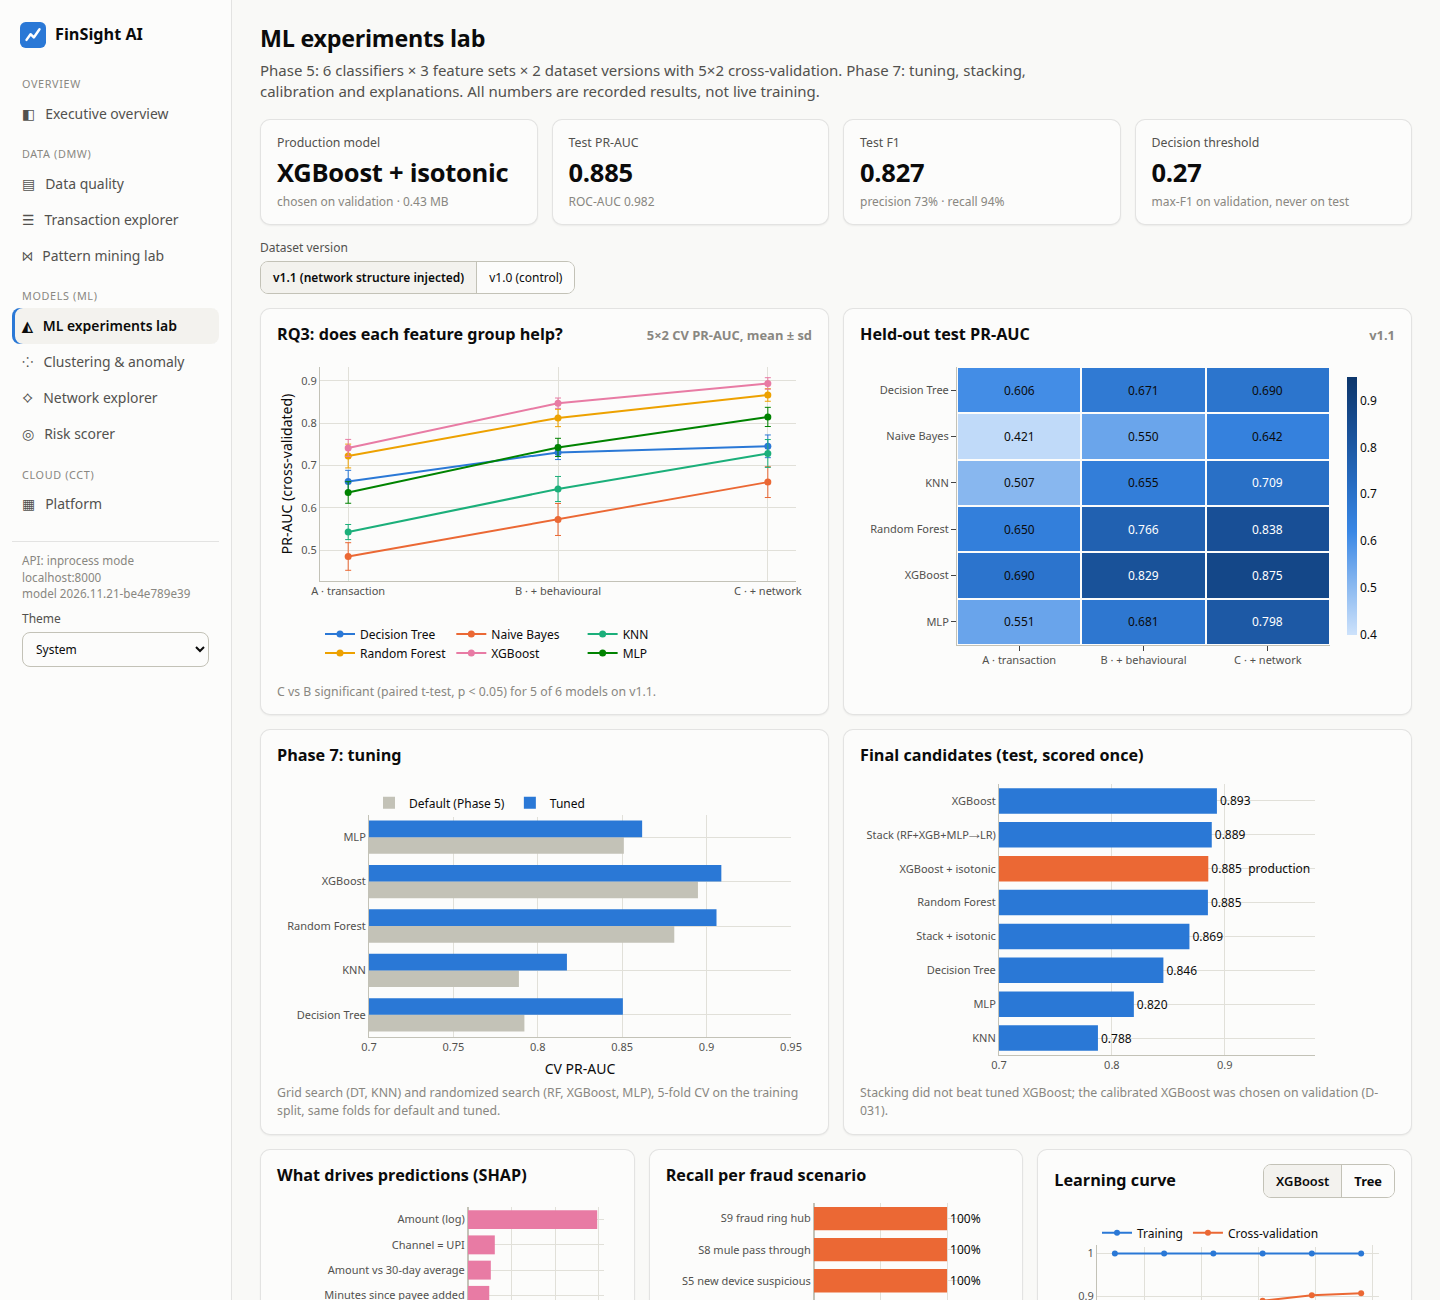 FinSight AI
OVERVIEW
Executive overview
DATA (DMW)
Data quality
Transaction explorer
Pattern mining lab
MODELS (ML)
ML experiments lab
Clustering & anomaly
Network explorer
Risk scorer
CLOUD (CCT)
Platform
API: inprocess mode
localhost:8000
model 2026.11.21-be4e789e39
Theme
System
ML experiments lab
Phase 5: 6 classifiers × 3 feature sets × 2 dataset versions with 5×2 cross-validation. Phase 7: tuning, stacking,
calibration and explanations. All numbers are recorded results, not live training.
Production model
XGBoost + isotonic
chosen on validation · 0.43 MB
Test PR-AUC
0.885
ROC-AUC 0.982
Test F1
0.827
precision 73% · recall 94%
Decision threshold
0.27
max-F1 on validation, never on test
Dataset version
v1.1 (network structure injected)
v1.0 (control)
RQ3: does each feature group help?
5×2 CV PR-AUC, mean ± sd
PR-AUC (cross-validated)
0.9
0.8
0.7
0.6
0.5
A · transaction
B · + behavioural
C · + network
Decision Tree
Naive Bayes
KNN
Random Forest
XGBoost
MLP
C vs B significant (paired t-test, p < 0.05) for 5 of 6 models on v1.1.
Held-out test PR-AUC
v1.1
Decision Tree 0.606 0.671 0.690
Naive Bayes 0.421 0.550 0.642
KNN 0.507 0.655 0.709
Random Forest 0.650 0.766 0.838
XGBoost 0.690 0.829 0.875
MLP 0.551 0.681 0.798
A · transaction
B · + behavioural
C · + network
0.9
0.8
0.7
0.6
0.5
0.4
Phase 7: tuning
Default (Phase 5)
Tuned
MLP
XGBoost
Random Forest
KNN
Decision Tree
0.7
0.75
0.8
0.85
0.9
0.95
CV PR-AUC
Grid search (DT, KNN) and randomized search (RF, XGBoost, MLP), 5-fold CV on the training
split, same folds for default and tuned.
Final candidates (test, scored once)
XGBoost 0.893
Stack (RF+XGB+MLP→LR) 0.889
XGBoost + isotonic 0.885 production
Random Forest 0.885
Stack + isotonic 0.869
Decision Tree 0.846
MLP 0.820
KNN 0.788
0.7
0.8
0.9
Stacking did not beat tuned XGBoost; the calibrated XGBoost was chosen on validation (D-
031).
What drives predictions (SHAP)
Amount (log)
Channel = UPI
Amount vs 30-day average
Minutes since payee added
Recall per fraud scenario
S9 fraud ring hub 100%
S8 mule pass through 100%
S5 new device suspicious 100%
Learning curve
XGBoost
Tree
Training
Cross-validation
1
0.9